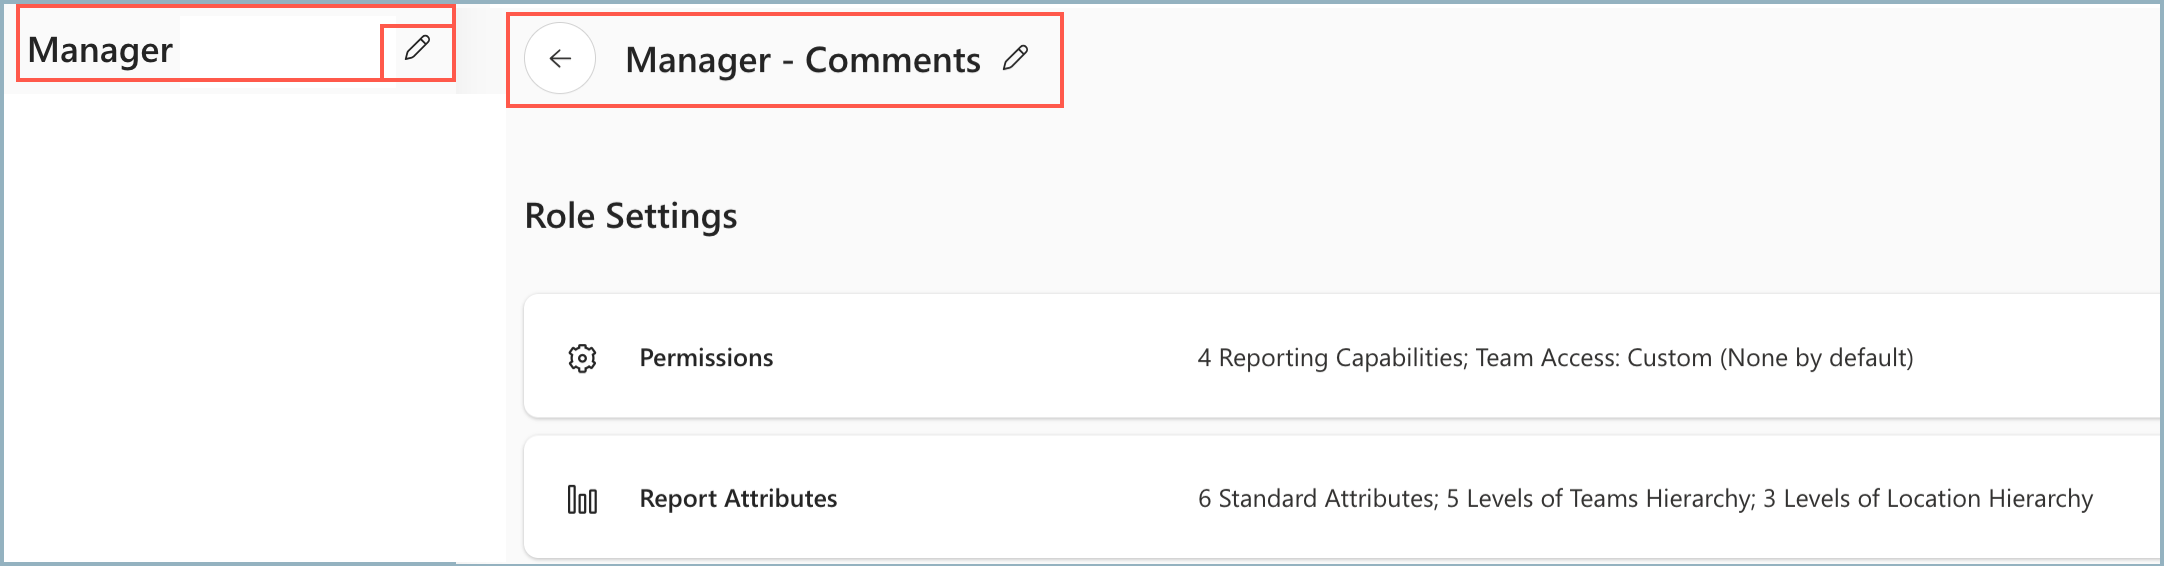 Manager
Manager - Comments
Role Settings
Permissions
4 Reporting Capabilities; Team Access: Custom (None by default)
Report Attributes
6 Standard Attributes; 5 Levels of Teams Hierarchy; 3 Levels of Location Hierarchy